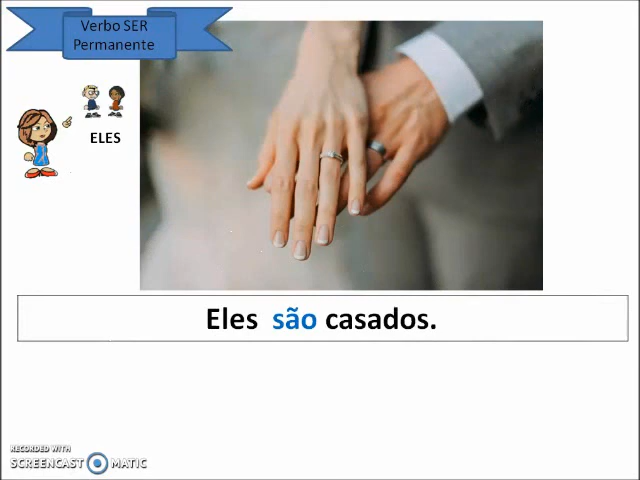 Verbo SER
Permanente
ELES
Eles são casados.
RECORDED WITH
SCREENCAST MATIC